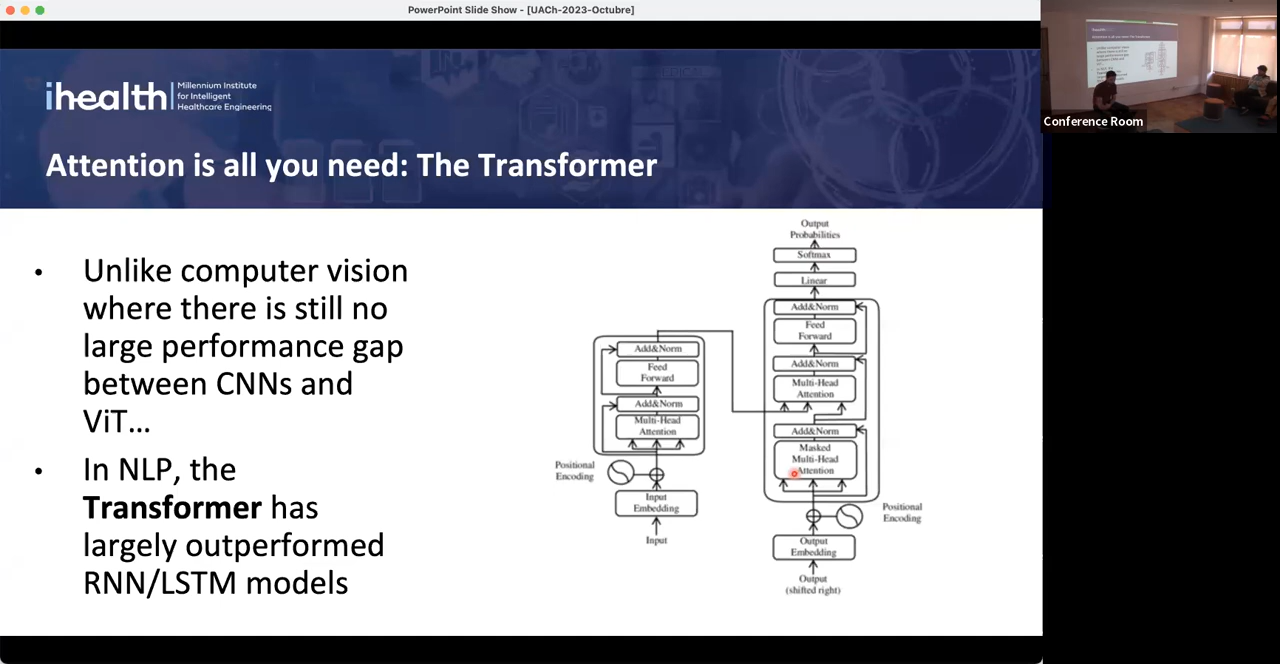 PowerPoint Slide Show - [UACh-2023-Octubre]
ihealth
Millennium Institute
for Intelligent
Healthcare Engineering
Attention is all you need: The Transformer
• Unlike computer vision
where there is still no
large performance gap
between CNNs and
ViT...
• In NLP, the
Transformer has
largely outperformed
RNN/LSTM models
Add&Norm
Feed
Forward
Add&Norm
Multi-Head
Attention
Positional
Encoding
Input
Embedding
Input
Output
Probabilities
Softmax
Linear
Add&Norm
Feed
Forward
Add&Norm
Multi-Head
Attention
Add&Norm
Masked
Multi-Head
Attention
Positional
Encoding
Output
Embedding
Output
(shifted right)
Conference Room